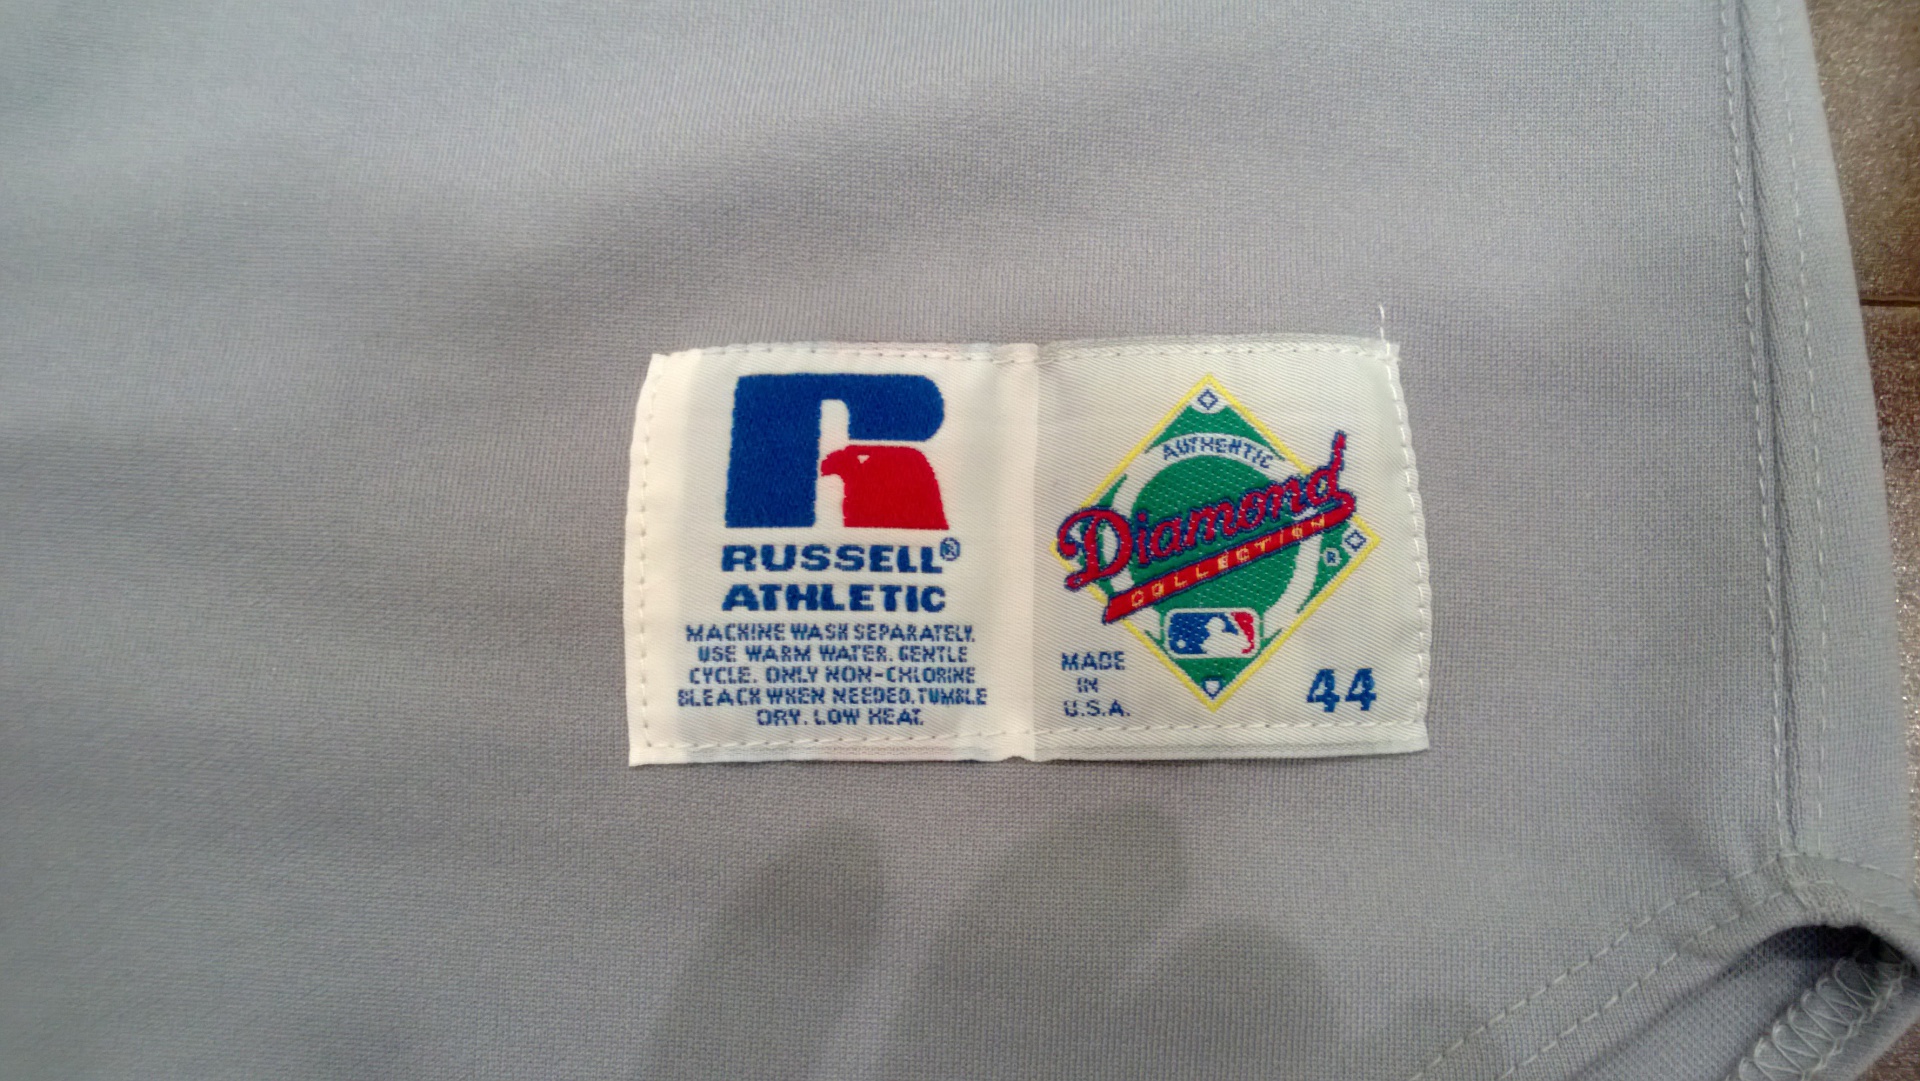 RUSSELL®
ATHLETIC
MACHINE WASH SEPARATELY.
USE WARM WATER. GENTLE
CYCLE. ONLY NON-CHLORINE
BLEACH WHEN NEEDED. TUMBLE
DRY. LOW HEAT.
AUTHENTIC
Diamond
COLLECTION
®
MADE
IN
U.S.A.
44